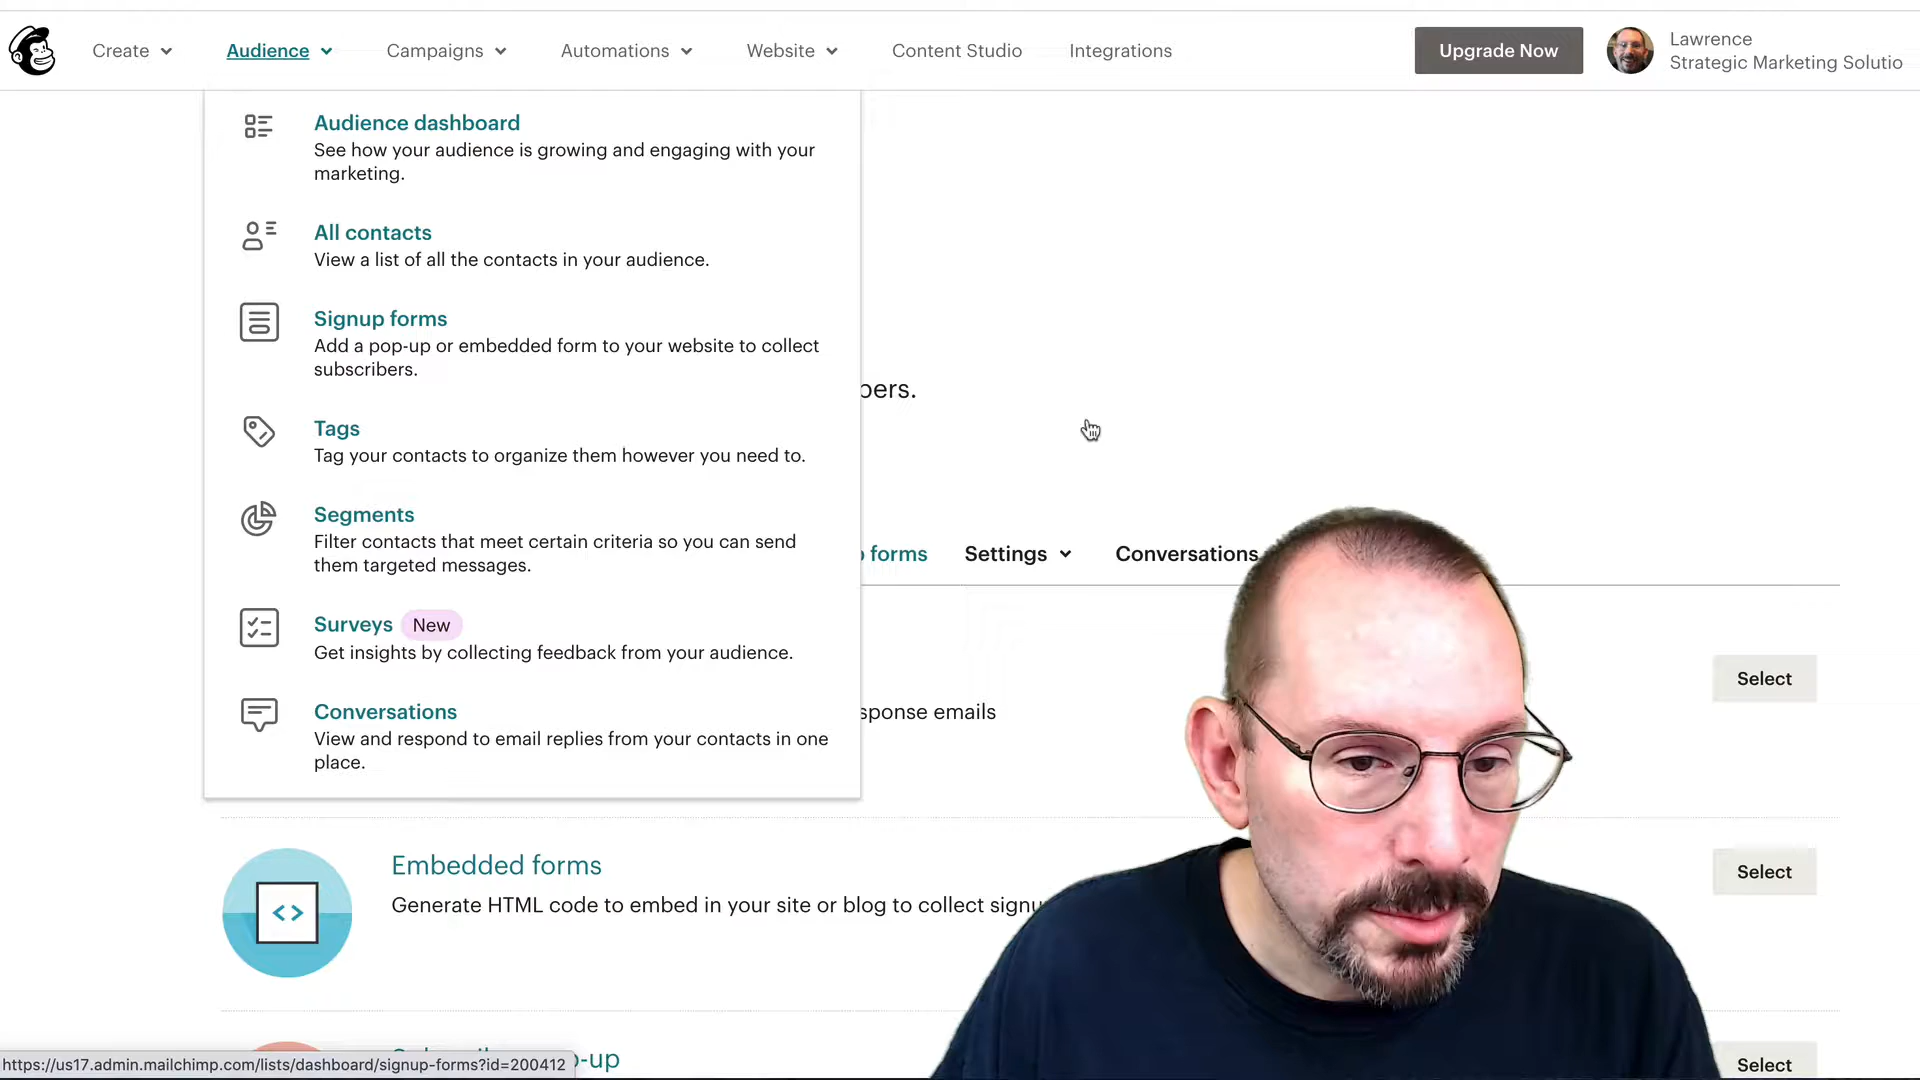 Create
Audience
Campaigns
Automations
Website
Content Studio
Integrations
Upgrade Now
Lawrence
Strategic Marketing Solutio
Audience dashboard
See how your audience is growing and engaging with your
marketing.
All contacts
View a list of all the contacts in your audience.
Signup forms
Add a pop-up or embedded form to your website to collect
subscribers.
bers.
Tags
Tag your contacts to organize them however you need to.
Segments
Filter contacts that meet certain criteria so you can send
them targeted messages.
forms
Settings
Conversations
Surveys New
Get insights by collecting feedback from your audience.
Select
Conversations
View and respond to email replies from your contacts in one
place.
sponse emails
Embedded forms
Generate HTML code to embed in your site or blog to collect signu
<>
Select
-up
Select
https://us17.admin.mailchimp.com/lists/dashboard/signup-forms?id=200412